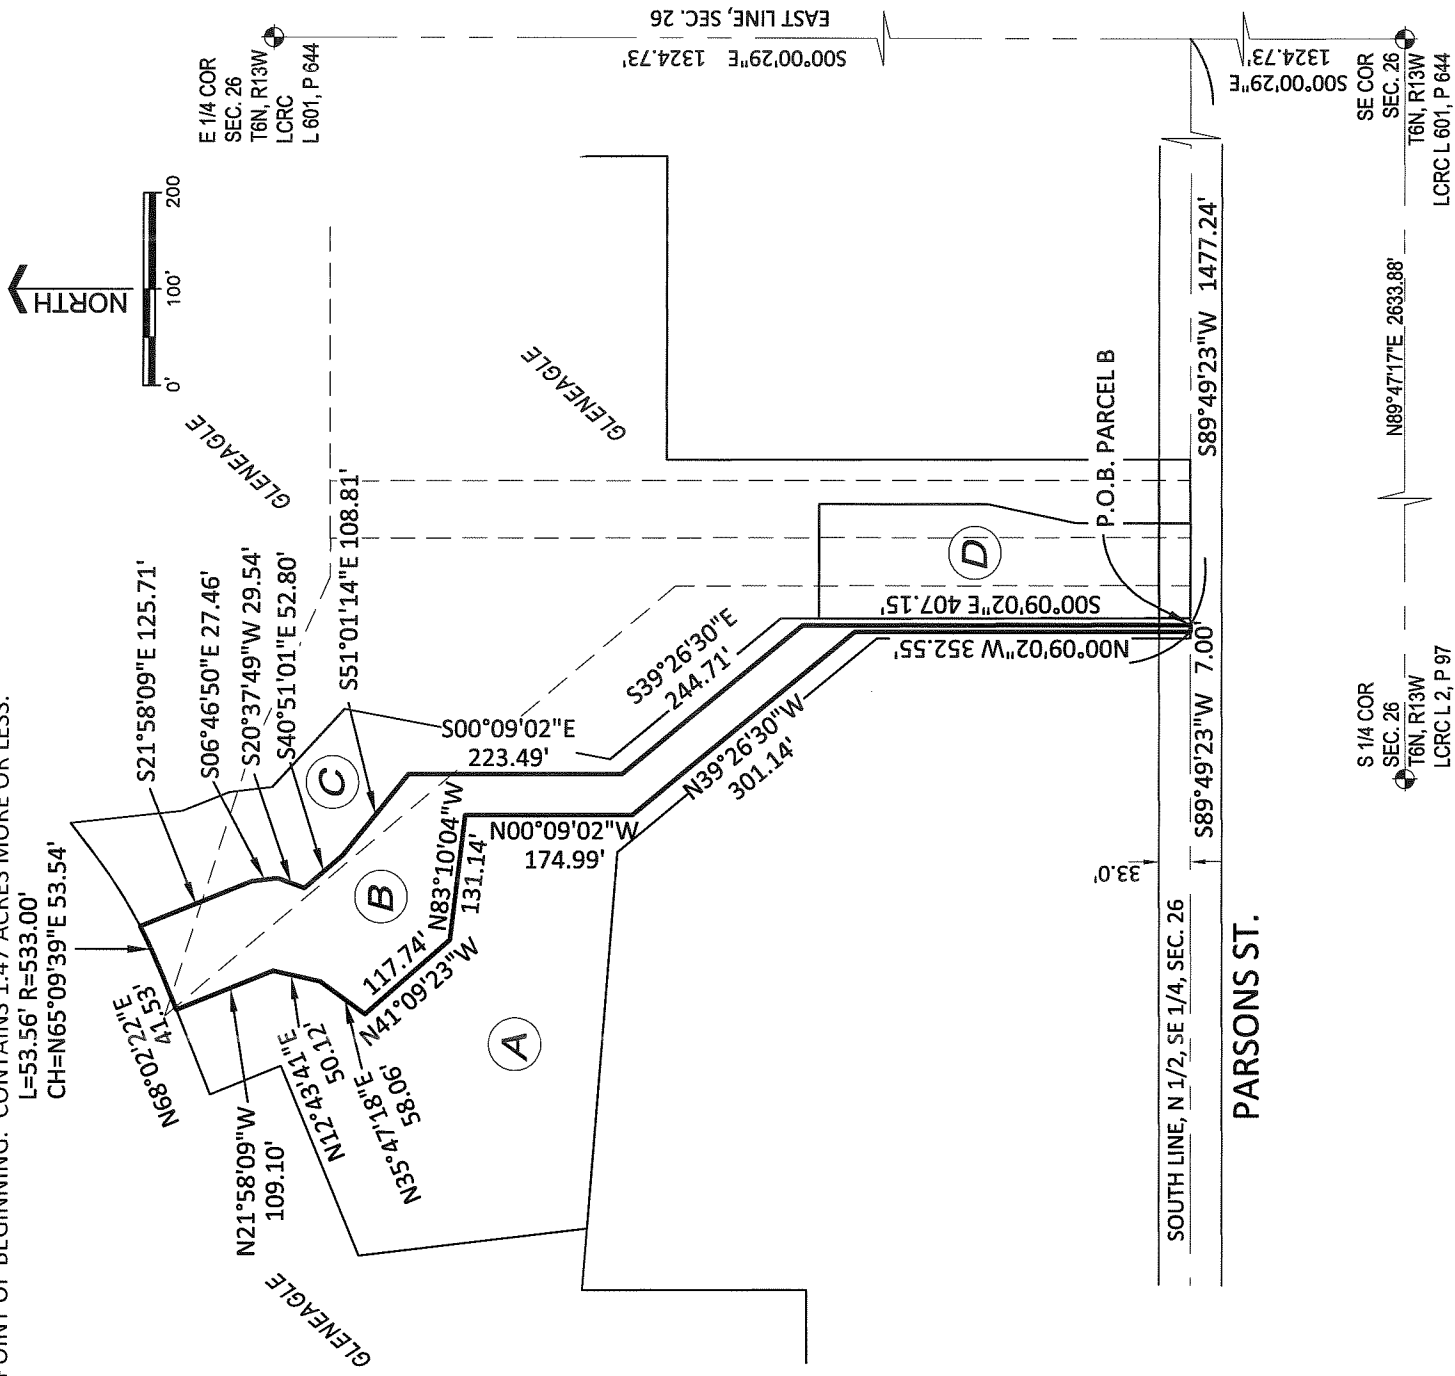 POINT OF BEGINNING. CONTAINS 1.47 ACRES MORE OR LESS.
L=53.56' R=533.00'
CH=N65°09'39"E 53.54'
N68°02'22"E
41.53'
N21°58'09"W
109.10'
N12°43'41"E
50.12'
N35°47'18"E
58.06'
117.74'
N41°09'23"W
N83°10'04"W
131.14'
N00°09'60'02"W
174.99'
S21°58'09"E 125.71'
S06°46'50"E 27.46'
S20°37'49"W 29.54'
S40°51'01"E 52.80'
S51°01'14"E 108.81'
S00°60'02"E
223.49'
S39°26'30"E
244.71'
N39°26'30"W
301.14'
S00°09'02"E 407.15'
N00°09'02"W 352.55'
A
B
C
D
GLENEAGLE
GLENEAGLE
GLENEAGLE
NORTH
0'
100'
200
E 1/4 COR
SEC. 26
T6N, R13W
LCRC
L 601, P 644
EAST LINE, SEC. 26
S00°00'29"E 1324.73'
S00°00'29"E
1324.73'
SE COR
SEC. 26
T6N, R13W
LCRC L 601, P 644
P.O.B. PARCEL B
S89°49'23"W 1477.24'
S89°49'23"W 7.00'
33.0'
SOUTH LINE, N 1/2, SE 1/4, SEC. 26
PARSONS ST.
N89°47'17"E 2633.88'
S 1/4 COR
SEC. 26
T6N, R13W
LCRC L 2, P 97